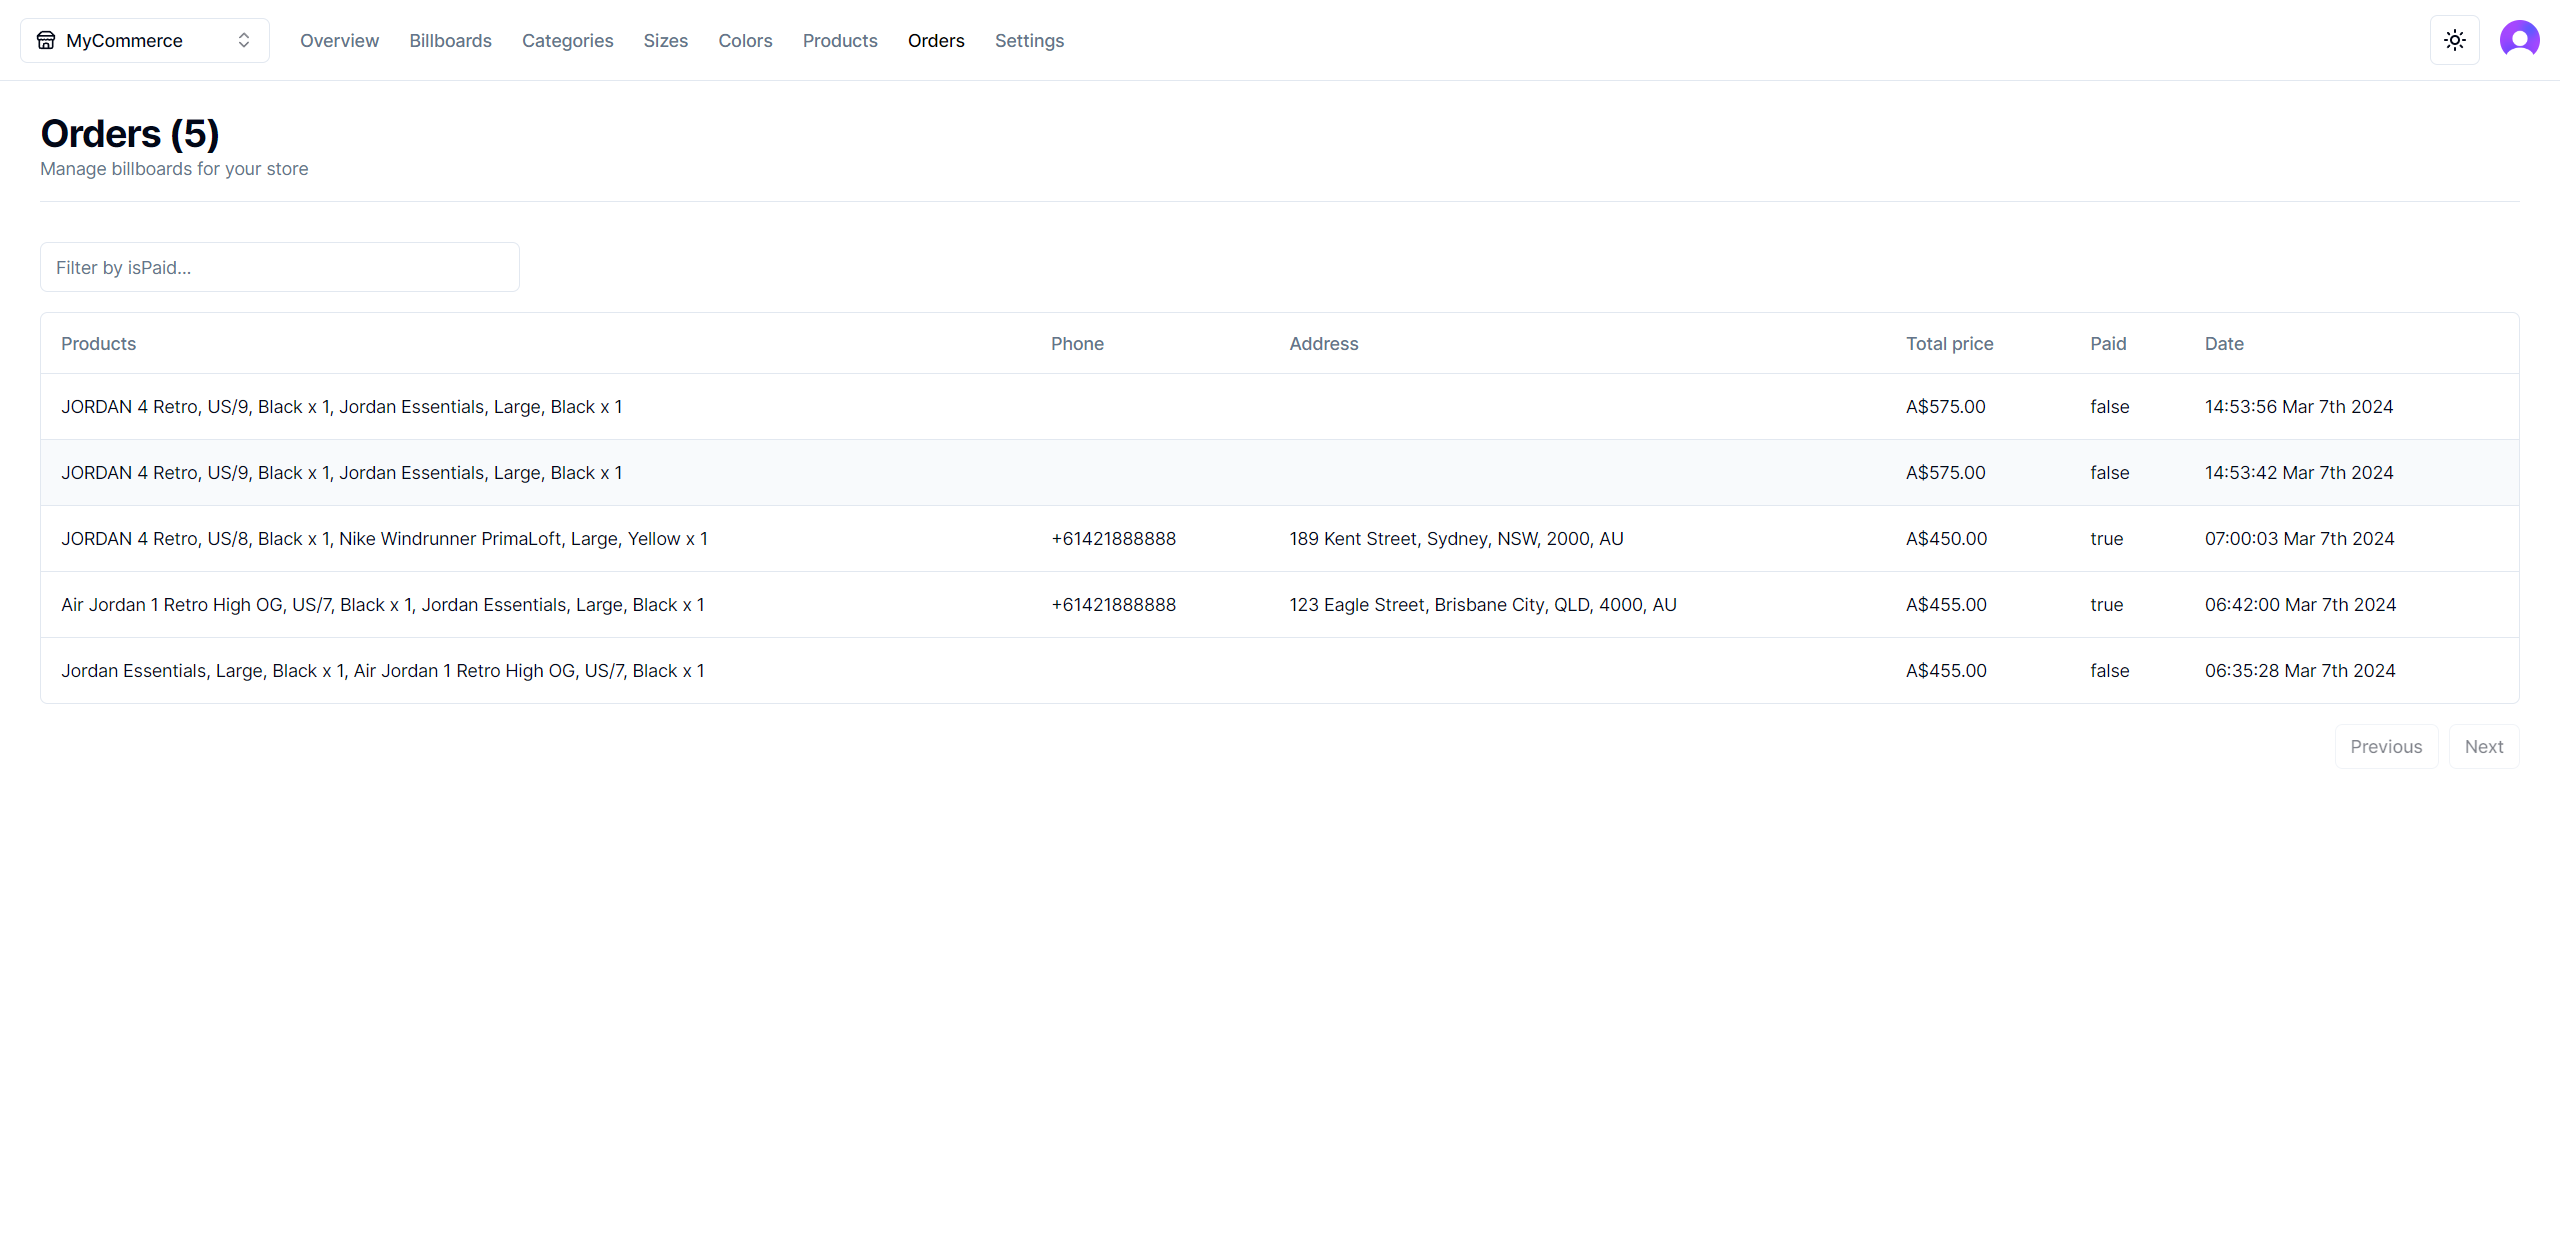 MyCommerce Overview Billboards Categories Sizes Colors Products Orders Settings
Orders (5)
Manage billboards for your store
Filter by isPaid...
Products Phone Address Total price Paid Date
JORDAN 4 Retro, US/9, Black x 1, Jordan Essentials, Large, Black x 1 A$575.00 false 14:53:56 Mar 7th 2024
JORDAN 4 Retro, US/9, Black x 1, Jordan Essentials, Large, Black x 1 A$575.00 false 14:53:42 Mar 7th 2024
JORDAN 4 Retro, US/8, Black x 1, Nike Windrunner PrimaLoft, Large, Yellow x 1 +61421888888 189 Kent Street, Sydney, NSW, 2000, AU A$450.00 true 07:00:03 Mar 7th 2024
Air Jordan 1 Retro High OG, US/7, Black x 1, Jordan Essentials, Large, Black x 1 +61421888888 123 Eagle Street, Brisbane City, QLD, 4000, AU A$455.00 true 06:42:00 Mar 7th 2024
Jordan Essentials, Large, Black x 1, Air Jordan 1 Retro High OG, US/7, Black x 1 A$455.00 false 06:35:28 Mar 7th 2024
Previous Next